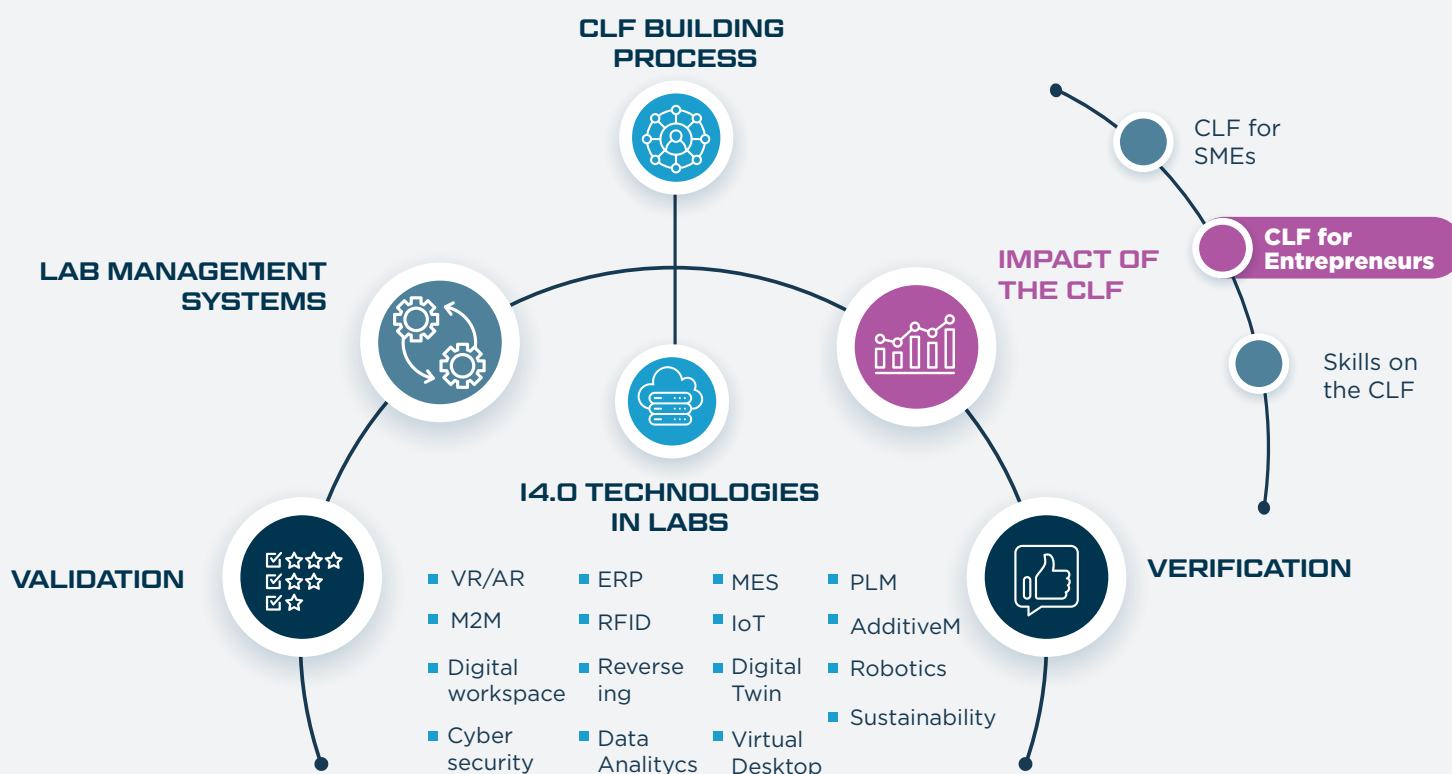 CLF BUILDING
PROCESS
CLF for
SMEs
LAB MANAGEMENT
SYSTEMS
IMPACT OF
THE CLF
CLF for
Entrepreneurs
Skills on
the CLF
I4.0 TECHNOLOGIES
IN LABS
VALIDATION
VERIFICATION
VR/AR
M2M
Digital
workspace
Cyber
security
ERP
RFID
Reverse
ing
Data
Analitycs
MES
IoT
Digital
Twin
Virtual
Desktop
PLM
AdditiveM
Robotics
Sustainability